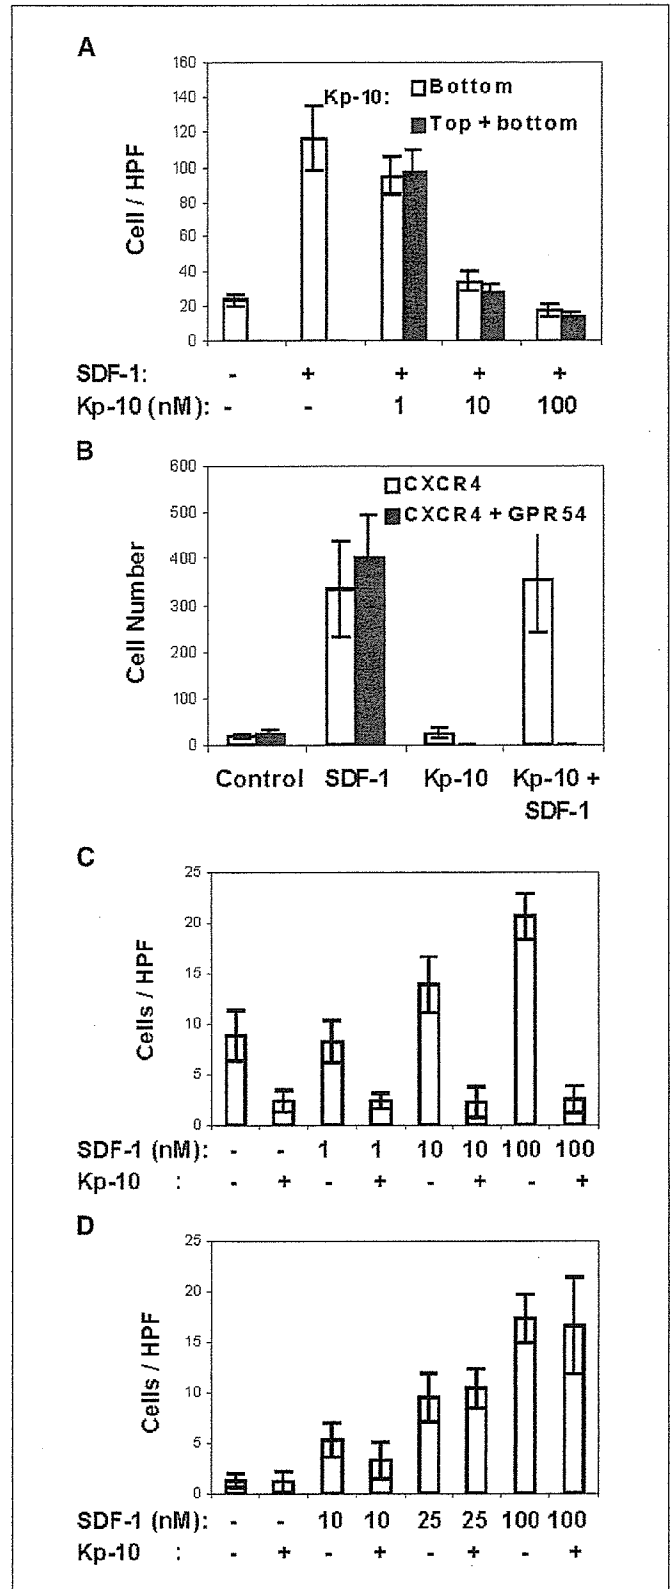 A
160
140
120
100
80
60
40
20
0
Cell / HPF
Kp-10: Bottom
Top + bottom
SDF-1: - + + + +
Kp-10 (nM): - - 1 10 100
B
600
500
400
300
200
100
0
Cell Number
CXCR4
CXCR4 + GPR54
Control SDF-1 Kp-10 Kp-10 +
SDF-1
C
25
20
15
10
5
0
Cells / HPF
SDF-1 (nM): - - 1 1 10 10 100 100
Kp-10 : - + - + - + - +
D
25
20
15
10
5
0
Cells / HPF
SDF-1 (nM): - - 10 10 25 25 100 100
Kp-10 : - + - + - + - +